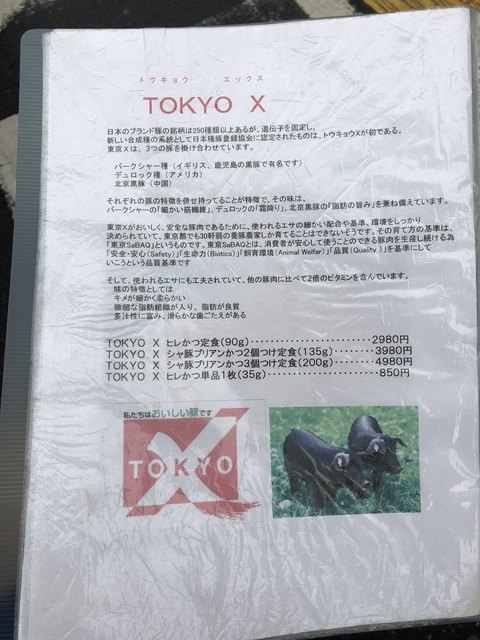 トウキョウ　エックス
TOKYO X
日本のブランド豚の銘柄は250種類以上あるが、遺伝子を固定し、
新しい合成種の系統として日本種豚登録協会に認定されたものは、トウキョウXが初である。
東京Xは、3つの豚を掛け合わせています。
バークシャー種（イギリス、鹿児島の黒豚で有名です）
デュロック種（アメリカ）
北京黒豚（中国）
それぞれの豚の特徴を併せ持ってることが特徴で、その味は、
バークシャーの「細かい筋繊維」、デュロックの「霜降り」、北京黒豚の「脂肪の旨み」を兼ね備えています。
東京Xがおいしく、安全な豚肉であるために、使われるエサの細かい配合や基準、環境をしっかり
決められていて、東京都でも30軒弱の養豚農家しか育てることはできないそうです。その育て方の基準は、
「東京SaBAQ」というものです。東京SaBAQとは、消費者が安心して使うことのできる豚肉を生産し続ける為
「安全・安心（Safety）」「生命力（Biotics）」「飼育環境（Animal Welfar）」「品質（Quality）」を基準にして
いこうという品質基準です
そして、使われるエサにも工夫されていて、他の豚肉に比べて2倍のビタミンを含んでいます。
味の特徴としては
キメが細かく柔らかい
微細な脂肪組織が入り、脂肪が良質
多汁性に富み、滑らかな歯ごたえがある
TOKYO X ヒレかつ定食（90g）・・・・・・・・・・・・・・・・・・・・2980円
TOKYO X シャ豚ブリアンかつ2個つけ定食（135g）・・・・・・・・3980円
TOKYO X シャ豚ブリアンかつ3個つけ定食（200g）・・・・・・・・4980円
TOKYO X ヒレかつ単品1枚（35g）・・・・・・・・・・・・・・・・・・・850円
私たちはおいしい豚です
TOKYO X